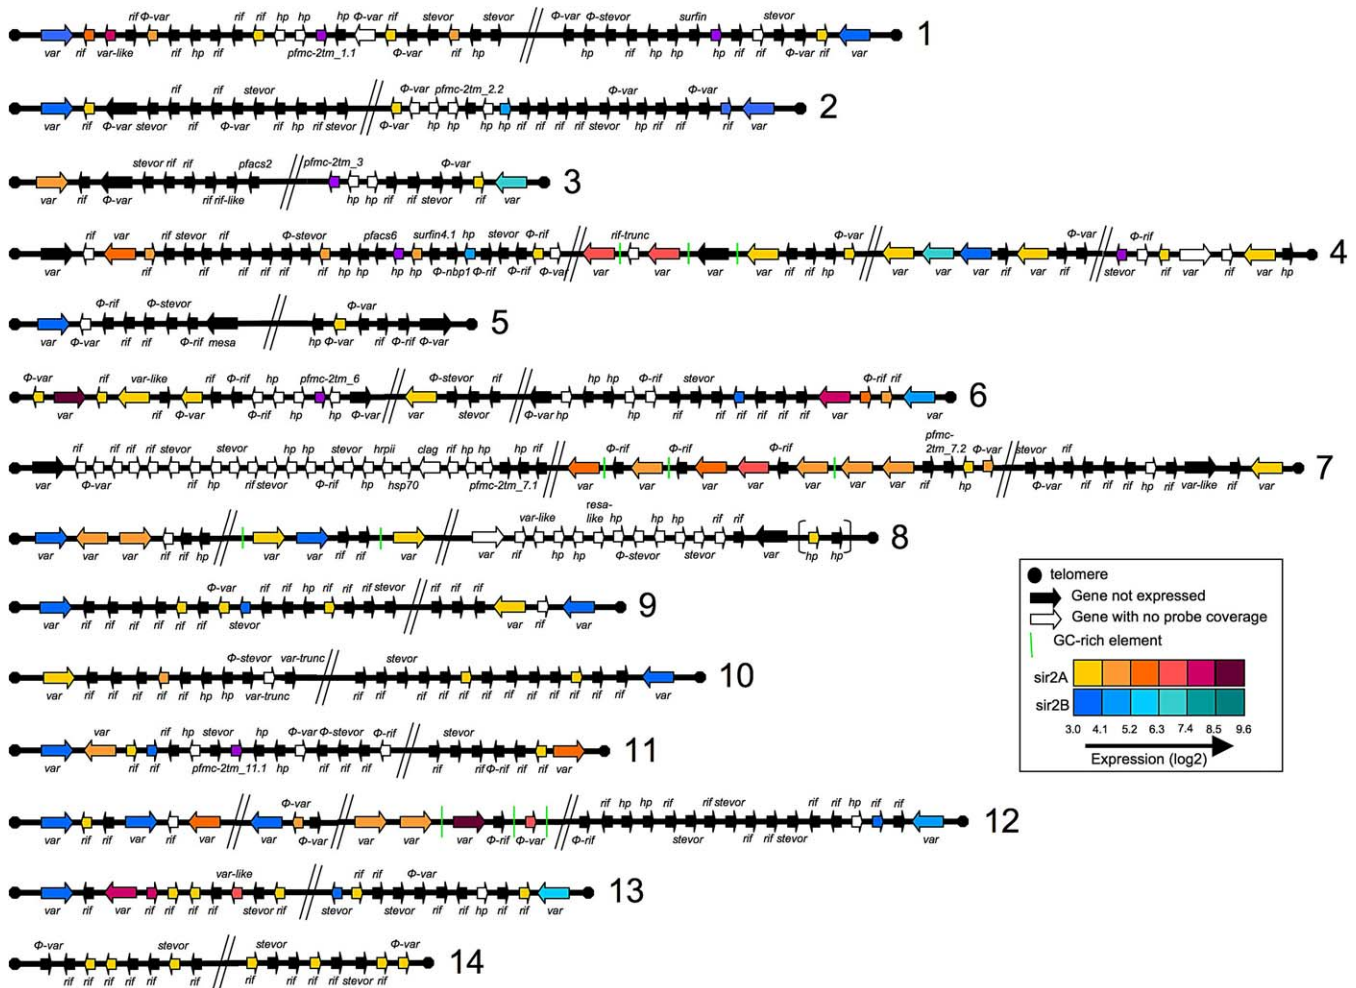 rif Φ-var rif rif hp hp hp Φ-var rif stevor stevor Φ-var Φ-stevor surfin stevor
var rif var-like rif hp rif pfmc-2tm_1.1 Φ-var rif hp hp rif hp hp hp rif rif Φ-var rif
1
rif rif stevor Φ-var pfmc-2tm_2.2 Φ-var Φ-var
var rif Φ-var stevor rif Φ-var rif hp rif stevor Φ-var hp hp hp hp rif rif rif rif stevor hp rif rif rif var
2
stevor rif rif pfacs2 pfmc-2tm_3 Φ-var
var rif Φ-var rif rif-like hp hp rif rif stevor rif var
3
rif var rif stevor rif Φ-stevor pfacs6 surfin4.1 hp stevor Φ-rif rif-trunc Φ-var Φ-var Φ-rif
var rif rif rif rif rif rif hp hp hp hp Φ-nbp1 Φ-rif Φ-rif Φ-var var var var var rif rif hp var var var rif var rif stevor rif var rif var hp
4
Φ-rif Φ-stevor Φ-var
var Φ-var rif rif Φ-rif mesa hp Φ-var rif Φ-rif Φ-var
5
Φ-var rif var-like rif Φ-rif hp pfmc-2tm_6 Φ-stevor rif hp hp Φ-rif stevor Φ-rif rif
var rif Φ-var Φ-rif hp hp Φ-var var stevor Φ-var hp hp hp rif rif rif rif rif rif var var
6
pfmc-
rif rif rif rif stevor stevor hp hp stevor hrpii clag rif hp hp hp rif Φ-rif Φ-rif Φ-rif 2tm_7.2 Φ-var stevor rif
var Φ-var rif hp rif stevor Φ-rif hp hsp70 pfmc-2tm_7.1 var var var var var var var rif hp Φ-var rif rif rif hp rif var-like rif var
7
resa-
var-like like hp hp hp rif rif
var var var rif rif hp var var rif rif var var rif hp hp Φ-stevor stevor var hp hp
8
Φ-var rif rif hp rif rif rif stevor rif rif rif
var rif rif rif rif rif rif stevor var rif var
9
Φ-stevor var-trunc stevor
var rif rif rif rif rif hp hp var-trunc rif rif rif rif rif rif rif rif rif rif rif rif rif var
10
var rif hp stevor hp Φ-var Φ-stevor Φ-rif stevor
var rif rif pfmc-2tm_11.1 hp rif rif rif rif rif Φ-rif rif rif var
11
Φ-var rif hp hp rif rif stevor rif rif hp rif rif
var rif rif var rif var var Φ-var var var var Φ-rif Φ-var Φ-rif stevor rif rif stevor var
12
var-like rif rif Φ-var
var rif var rif rif rif rif stevor rif stevor stevor rif rif hp rif rif var
13
Φ-var stevor stevor Φ-var
rif rif rif rif rif rif rif rif rif rif stevor rif
14
telomere
Gene not expressed
Gene with no probe coverage
GC-rich element
sir2A
sir2B
3.0 4.1 5.2 6.3 7.4 8.5 9.6
Expression (log2)